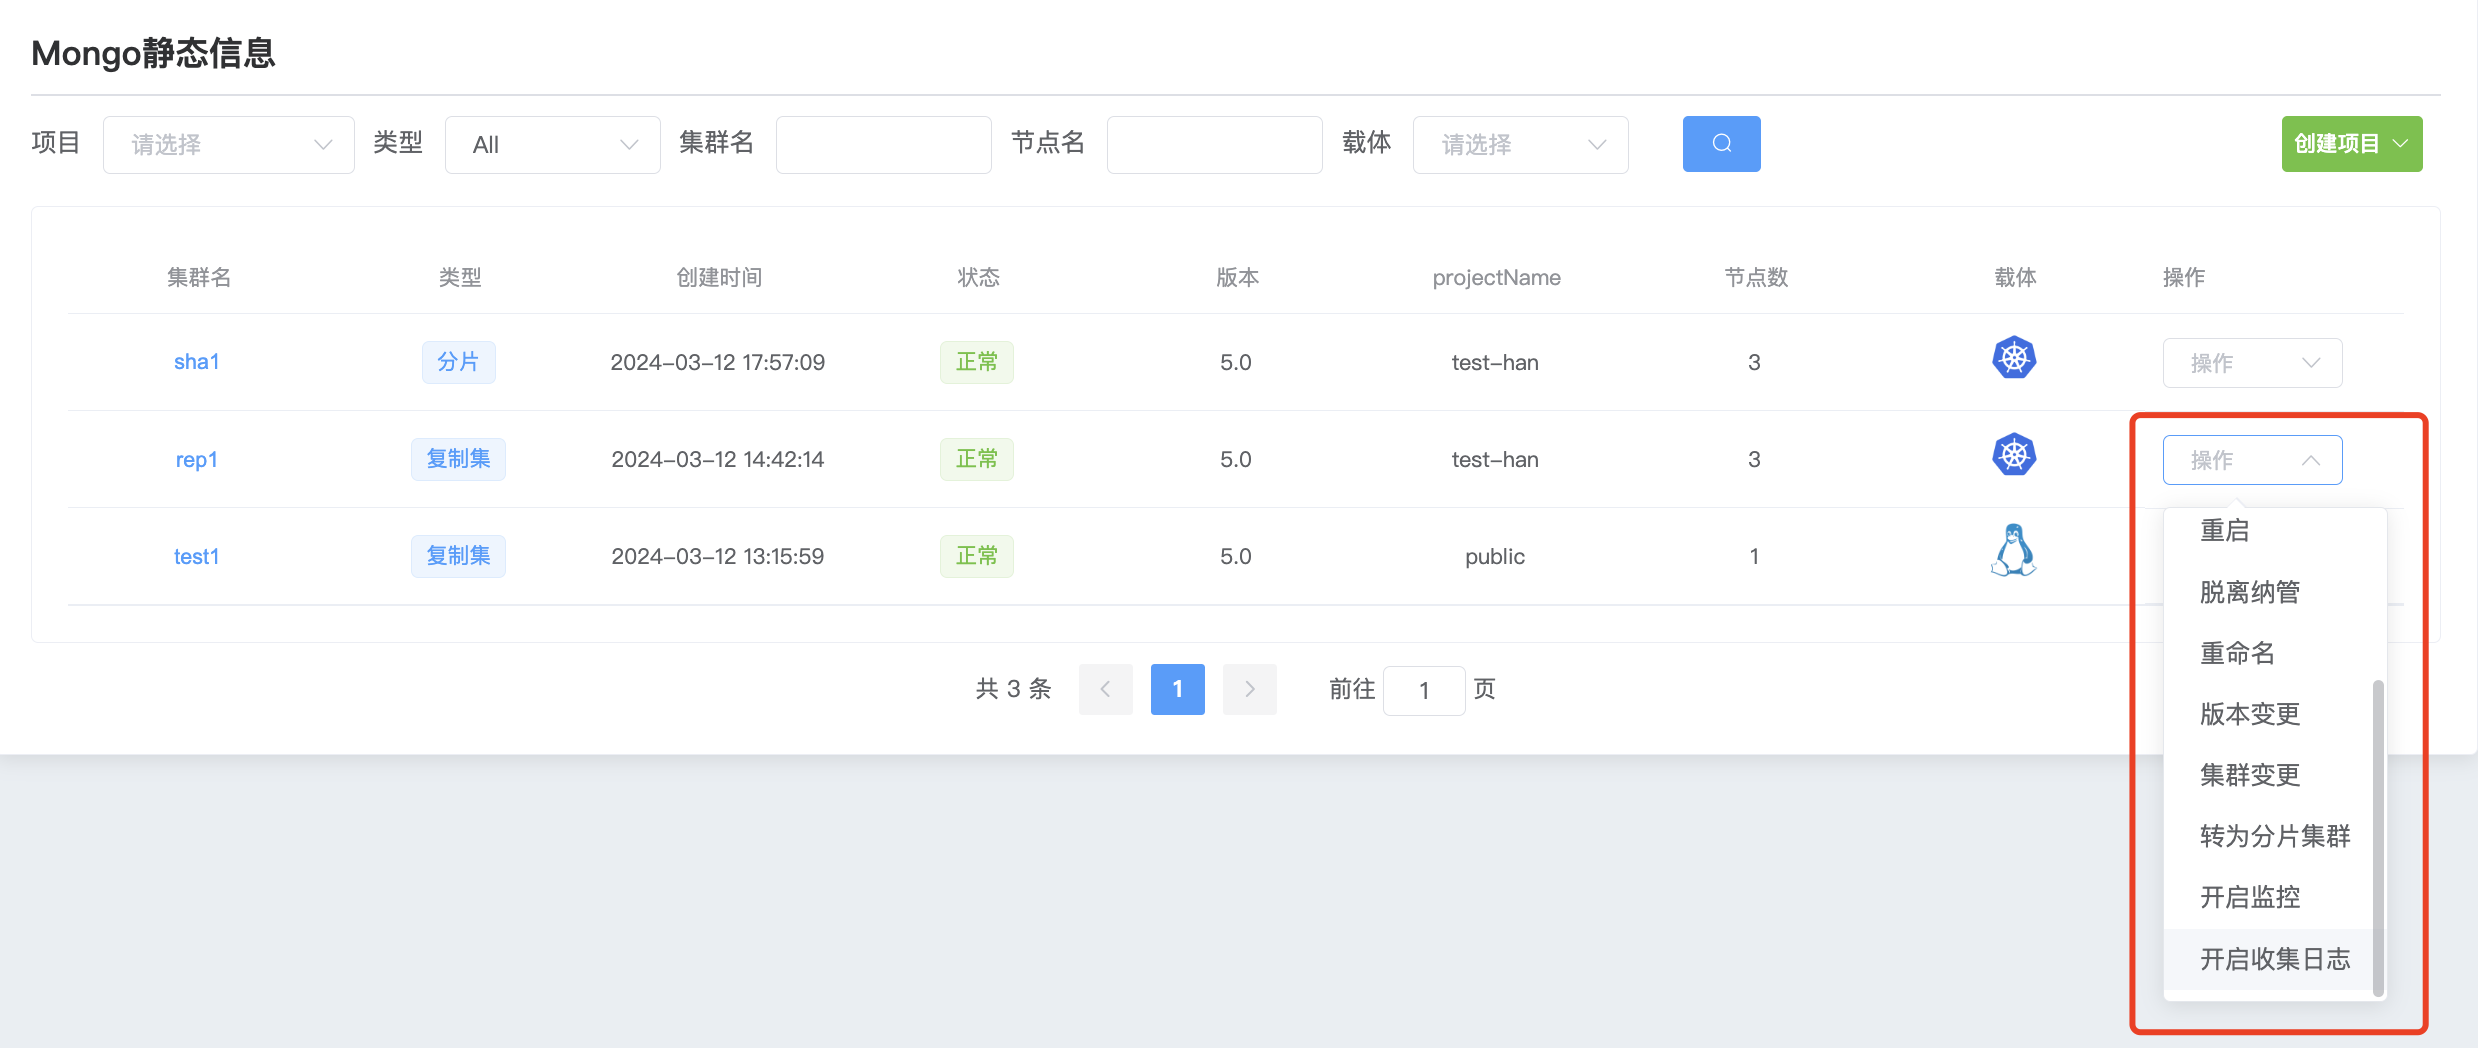 Mongo静态信息
项目 请选择 类型 All 集群名 节点名 载体 请选择 创建项目
集群名 类型 创建时间 状态 版本 projectName 节点数 载体 操作
sha1 分片 2024-03-12 17:57:09 正常 5.0 test-han 3 操作
rep1 复制集 2024-03-12 14:42:14 正常 5.0 test-han 3 操作
test1 复制集 2024-03-12 13:15:59 正常 5.0 public 1
重启
脱离纳管
重命名
版本变更
集群变更
转为分片集群
开启监控
开启收集日志
共 3 条 1 前往 1 页